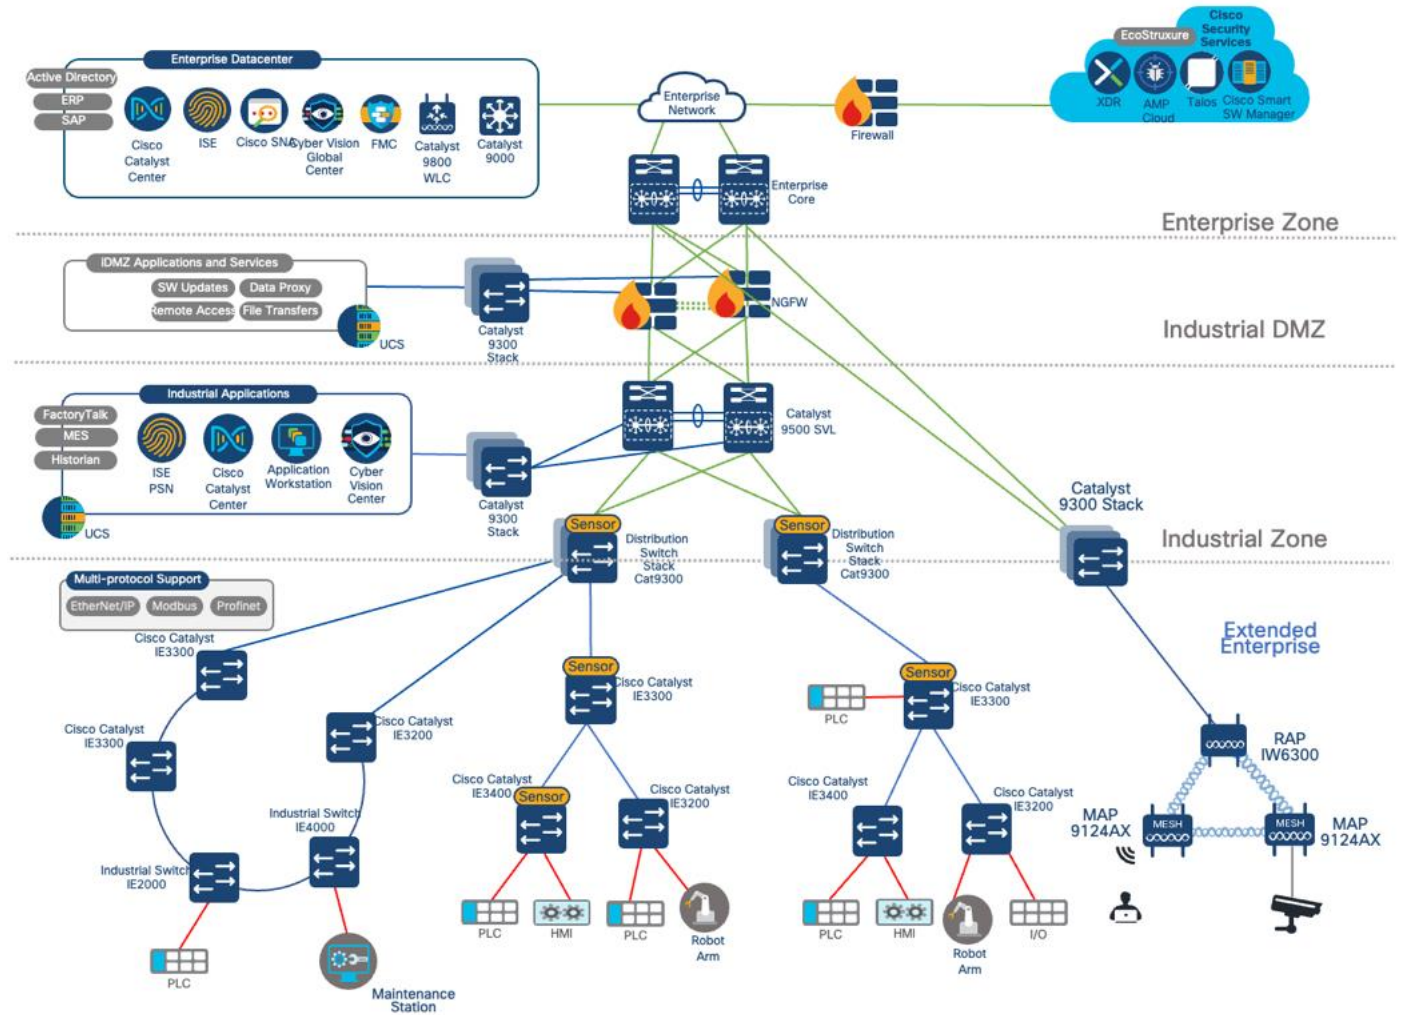 Cisco
Security
Services
EcoStruxure
XDR
AMP
Cloud
Talos
Cisco Smart
SW Manager
Enterprise Datacenter
Active Directory
ERP
SAP
Cisco
Catalyst
Center
ISE
Cisco SNA
Cyber Vision
Global
Center
FMC
Catalyst
9800
WLC
Catalyst
9000
Enterprise
Network
Firewall
Enterprise
Core
Enterprise Zone
IDMZ Applications and Services
SW Updates
Data Proxy
Remote Access
File Transfers
UCS
Catalyst
9300
Stack
NGFW
Industrial DMZ
Industrial Applications
FactoryTalk
MES
Historian
ISE
PSN
Cisco
Catalyst
Center
Application
Workstation
Cyber
Vision
Center
UCS
Catalyst
9300
Stack
Catalyst
9500 SVL
Catalyst
9300 Stack
Sensor
Distribution
Switch
Stack
Cat9300
Sensor
Distribution
Switch
Stack
Cat9300
Industrial Zone
Multi-protocol Support
EtherNet/IP
Modbus
Profinet
Extended
Enterprise
Cisco Catalyst
IE3300
Cisco Catalyst
IE3300
Cisco Catalyst
IE3200
Industrial Switch
IE4000
Industrial Switch
IE2000
PLC
Maintenance
Station
Sensor
Cisco Catalyst
IE3300
Cisco Catalyst
IE3400
Sensor
Cisco Catalyst
IE3200
PLC
HMI
PLC
Robot
Arm
Sensor
Cisco Catalyst
IE3300
PLC
Cisco Catalyst
IE3400
Cisco Catalyst
IE3200
PLC
HMI
Robot
Arm
I/O
RAP
IW6300
MAP
9124AX
MESH
MESH
MAP
9124AX